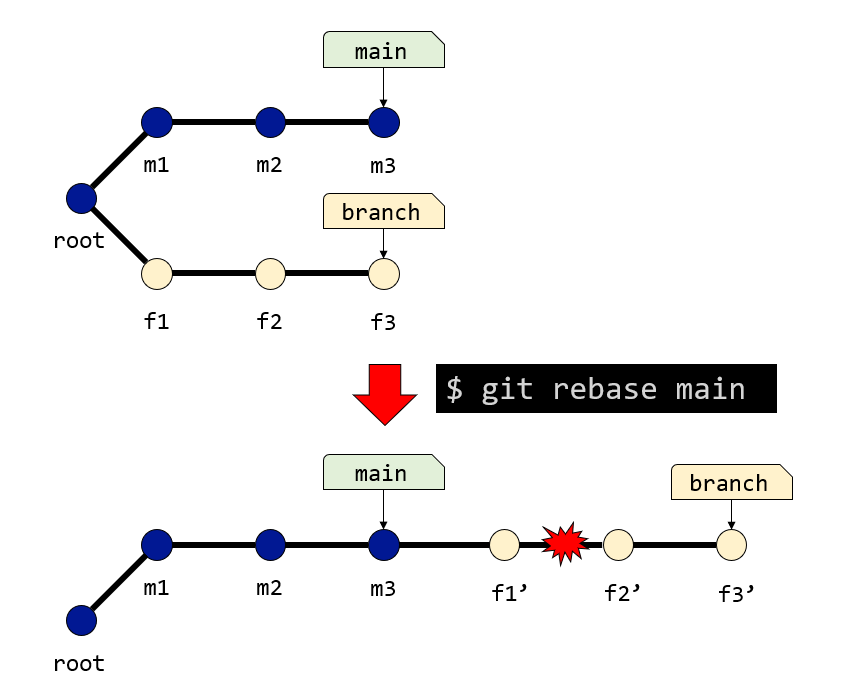 main
m1 m2 m3
branch
root
f1 f2 f3
$ git rebase main
main
branch
m1 m2 m3 f1’ f2’ f3’
root